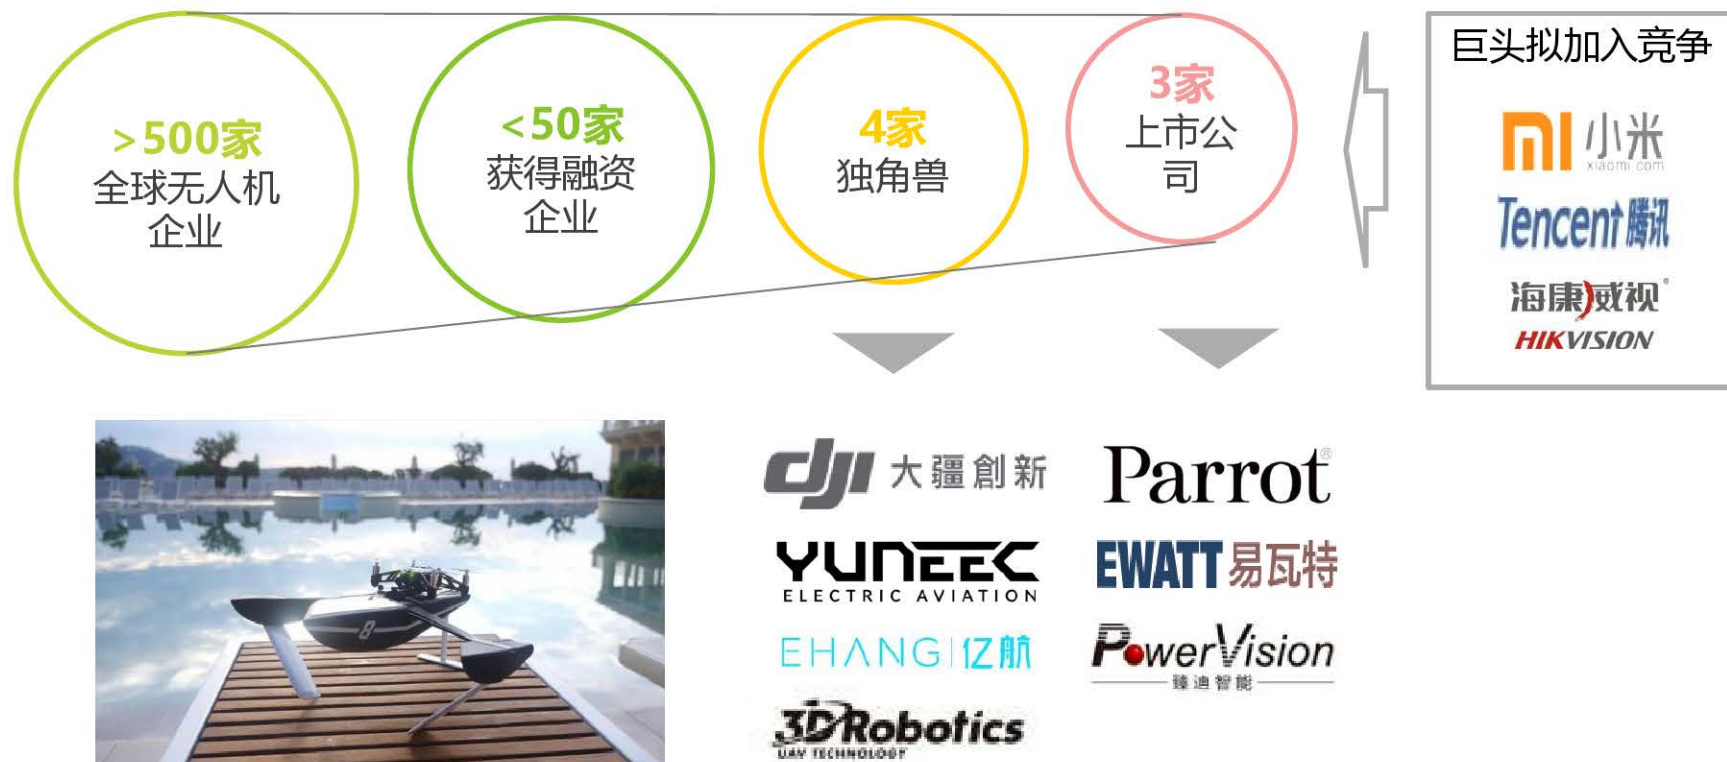 >500家
全球无人机
企业
<50家
获得融资
企业
4家
独角兽
3家
上市公
司
巨头拟加入竞争
mi 小米
xiaomi.com
Tencent 腾讯
海康威视®
HIKVISION
dji 大疆創新
YUNEEC
ELECTRIC AVIATION
EHANG 亿航
3DRobotics
UAV TECHNOLOGY
Parrot®
EWATT 易瓦特
PowerVision
臻迪智能
8